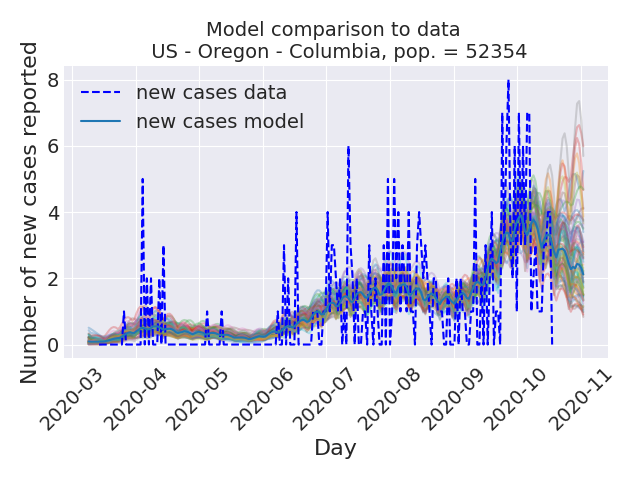 Model comparison to data
US - Oregon - Columbia, pop. = 52354
Number of new cases reported
8
6
4
2
0
new cases data
new cases model
2020-03
2020-04
2020-05
2020-06
2020-07
2020-08
2020-09
2020-10
2020-11
Day